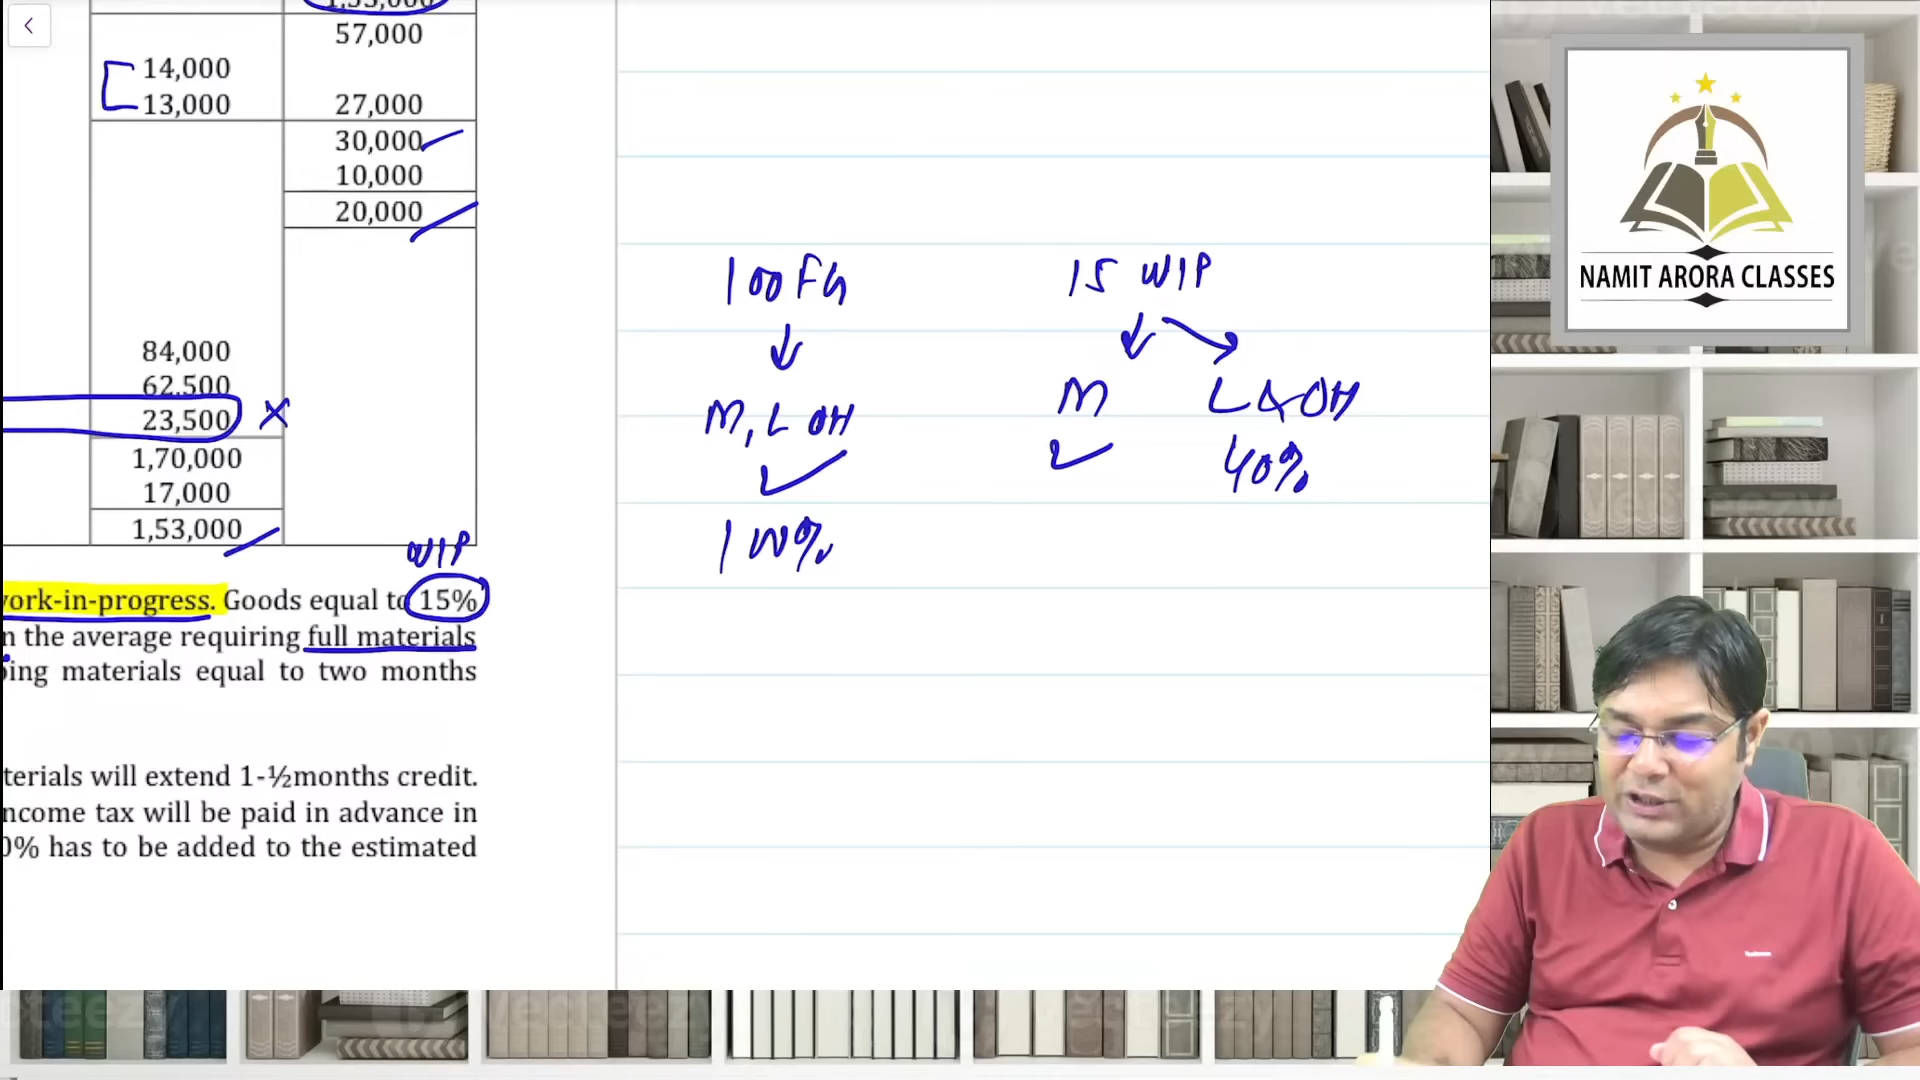 57,000
14,000
13,000 27,000
30,000
10,000
20,000
84,000
62,500
23,500 X
1,70,000
17,000
1,53,000
WIP
work-in-progress. Goods equal to 15%
the average requiring full materials
materials equal to two months
will extend 1-½months credit.
tax will be paid in advance in
0% has to be added to the estimated
100 FG
M, L OH
100%
15 WIP
M L & OH
40%
NAMIT ARORA CLASSES